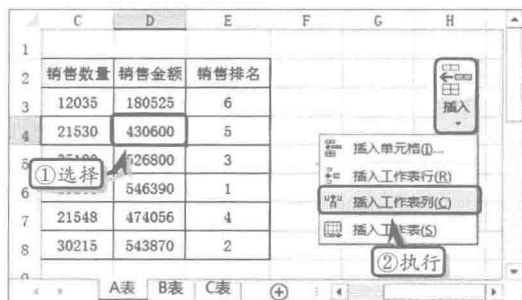 C D E F G H
1
2 销售数量 销售金额 销售排名
3 12035 180525 6
插入
4 21530 430600 5
插入单元格(I)...
526800 3
①选择
插入工作表行(R)
6 546390 1
插入工作表列(C)
7 21548 474056 4
插入工作表(S)
8 30215 543870 2
②执行
A表 B表 C表